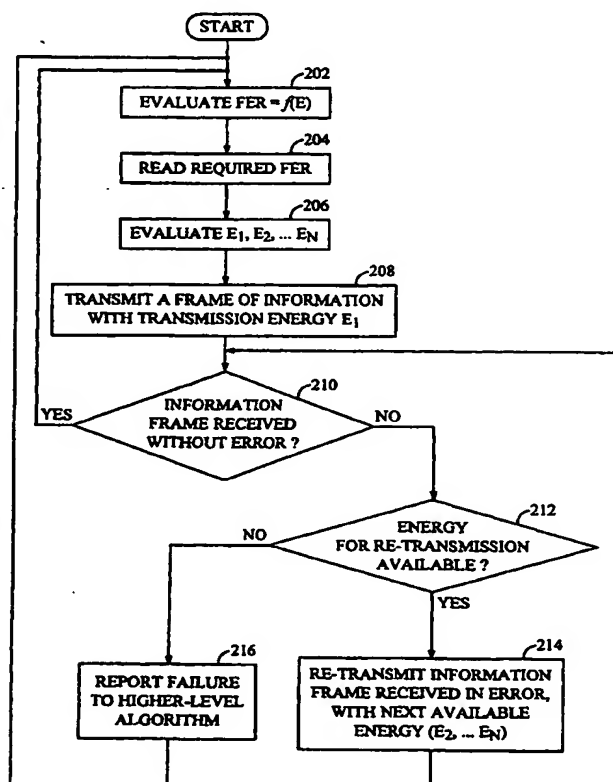 START
202
EVALUATE FER = f(E)
204
READ REQUIRED FER
206
EVALUATE E1, E2, ... EN
208
TRANSMIT A FRAME OF INFORMATION
WITH TRANSMISSION ENERGY E1
210
YES
INFORMATION
FRAME RECEIVED
WITHOUT ERROR ?
NO
212
NO
ENERGY
FOR RE-TRANSMISSION
AVAILABLE ?
YES
216
REPORT FAILURE
TO HIGHER-LEVEL
ALGORITHM
214
RE-TRANSMIT INFORMATION
FRAME RECEIVED IN ERROR,
WITH NEXT AVAILABLE
ENERGY (E2, ... EN)